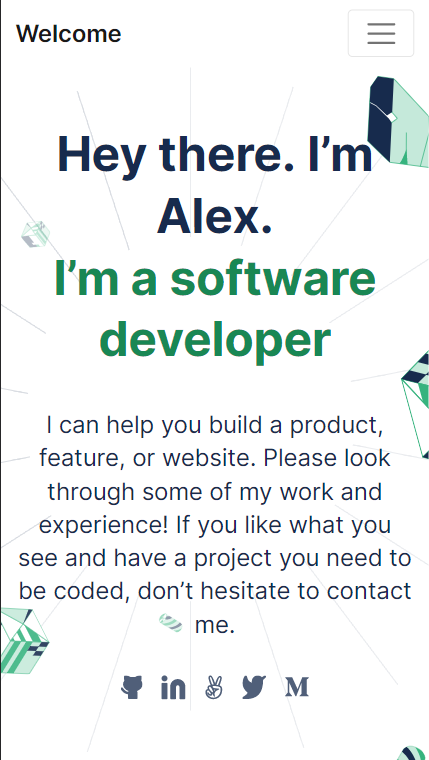 Welcome
Hey there. I’m
Alex.
I’m a software
developer
I can help you build a product,
feature, or website. Please look
through some of my work and
experience! If you like what you
see and have a project you need to
be coded, don’t hesitate to contact
me.